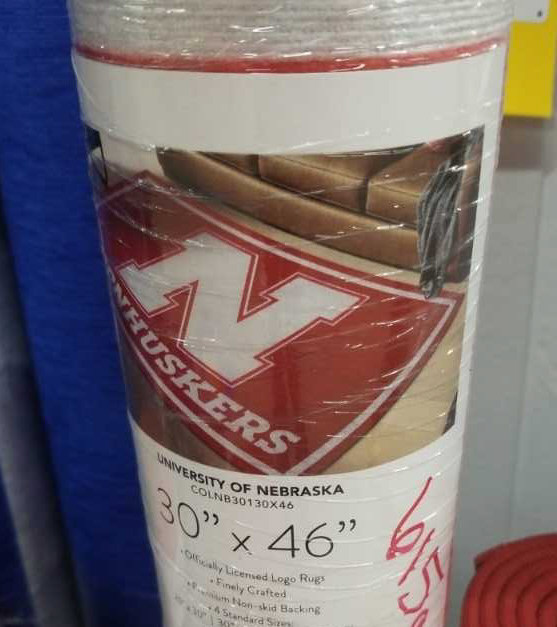 N
HUSKERS
UNIVERSITY OF NEBRASKA
COLNB30130X46
30” x 46”
• Officially Licensed Logo Rugs
• Finely Crafted
• Premium Non-skid Backing
• 4 Standard Sizes: